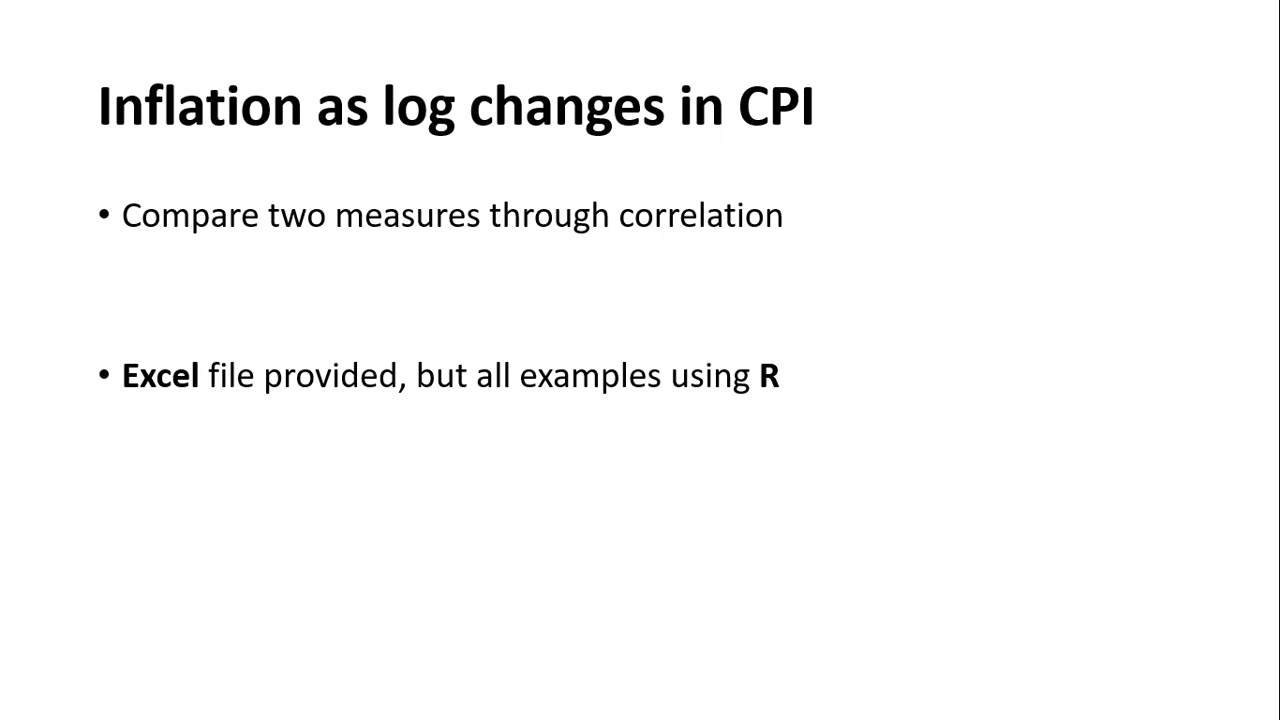 Inflation as log changes in CPI
• Compare two measures through correlation
• Excel file provided, but all examples using R